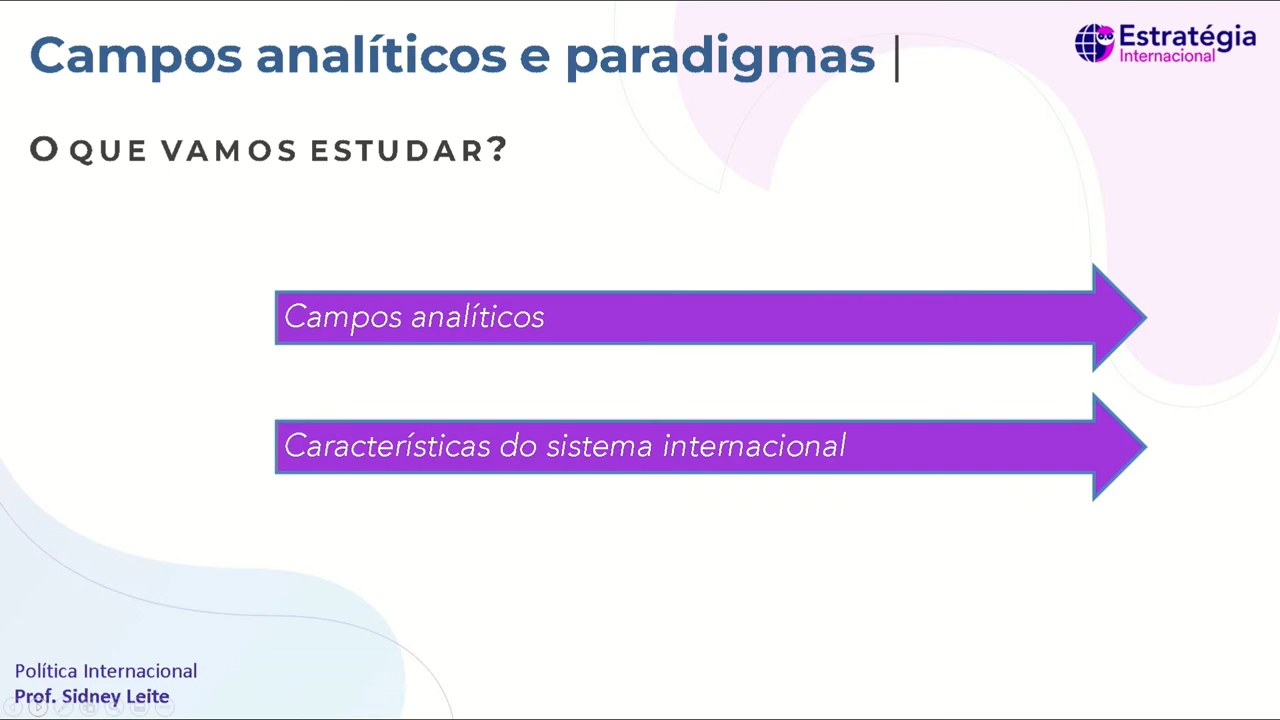 Campos analíticos e paradigmas |
Estratégia
Internacional
O QUE VAMOS ESTUDAR?
Campos analíticos
Características do sistema internacional
Política Internacional
Prof. Sidney Leite